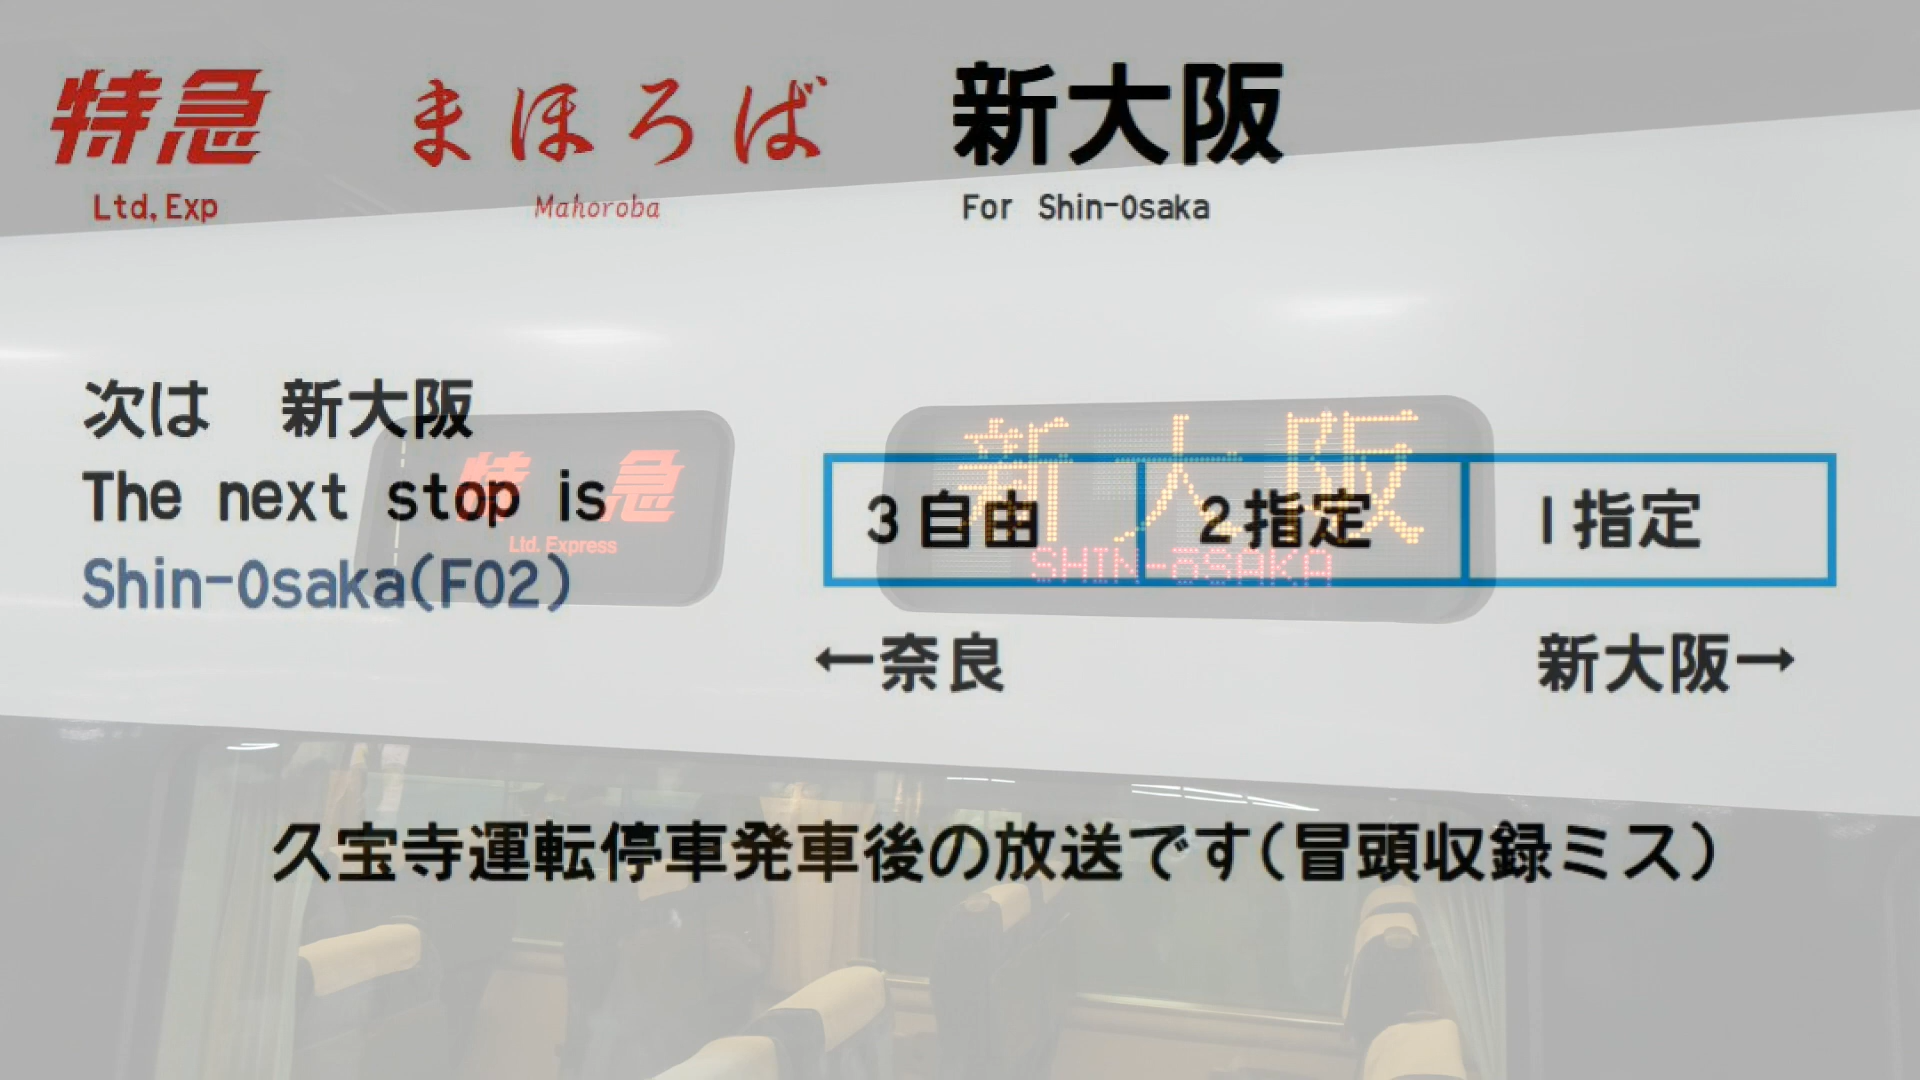 特急 まほろば 新大阪
Ltd,Exp Mahoroba For Shin-Osaka
次は 新大阪
The next stop is
Shin-Osaka(F02)
特急
Ltd. Express
新大阪
SHIN-ŌSAKA
3自由 2指定 1指定
←奈良 新大阪→
久宝寺運転停車発車後の放送です(冒頭収録ミス)